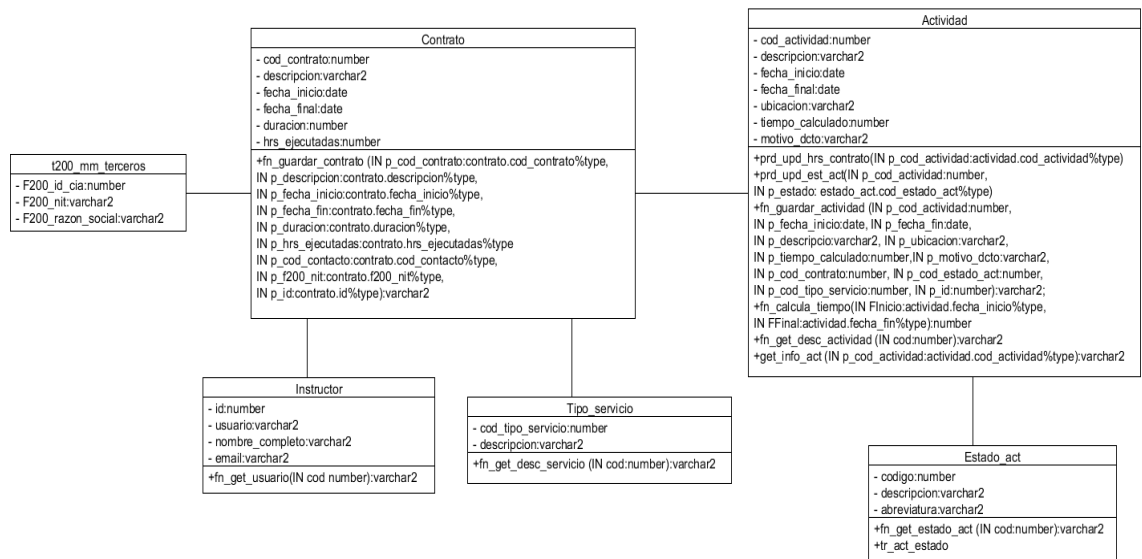 t200_mm_terceros
- F200_id_cia:number
- F200_nit:varchar2
- F200_razon_social:varchar2
Contrato
- cod_contrato:number
- descripcion:varchar2
- fecha_inicio:date
- fecha_final:date
- duracion:number
- hrs_ejecutadas:number
+fn_guardar_contrato (IN p_cod_contrato:contrato.cod_contrato%type,
IN p_descripcion:contrato.descripcion%type,
IN p_fecha_inicio:contrato.fecha_inicio%type,
IN p_fecha_fin:contrato.fecha_fin%type,
IN p_duracion:contrato.duracion%type,
IN p_hrs_ejecutadas:contrato.hrs_ejecutadas%type
IN p_cod_contacto:contrato.cod_contacto%type,
IN p_f200_nit:contrato.f200_nit%type,
IN p_id:contrato.id%type):varchar2
Actividad
- cod_actividad:number
- descripcion:varchar2
- fecha_inicio:date
- fecha_final:date
- ubicacion:varchar2
- tiempo_calculado:number
- motivo_dcto:varchar2
+prd_upd_hrs_contrato(IN p_cod_actividad:actividad.cod_actividad%type)
+prd_upd_est_act(IN p_cod_actividad:number,
IN p_estado: estado_act.cod_estado_act%type)
+fn_guardar_actividad (IN p_cod_actividad:number,
IN p_fecha_inicio:date, IN p_fecha_fin:date,
IN p_descripcio:varchar2, IN p_ubicacion:varchar2,
IN p_tiempo_calculado:number,IN p_motivo_dcto:varchar2,
IN p_cod_contrato:number, IN p_cod_estado_act:number,
IN p_cod_tipo_servicio:number, IN p_id:number):varchar2;
+fn_calcula_tiempo(IN FInicio:actividad.fecha_inicio%type,
IN FFinal:actividad.fecha_fin%type):number
+fn_get_desc_actividad (IN cod:number):varchar2
+get_info_act (IN p_cod_actividad:actividad.cod_actividad%type):varchar2
Instructor
- id:number
- usuario:varchar2
- nombre_completo:varchar2
- email:varchar2
+fn_get_usuario(IN cod number):varchar2
Tipo_servicio
- cod_tipo_servicio:number
- descripcion:varchar2
+fn_get_desc_servicio (IN cod:number):varchar2
Estado_act
- codigo:number
- descripcion:varchar2
- abreviatura:varchar2
+fn_get_estado_act (IN cod:number):varchar2
+tr_act_estado